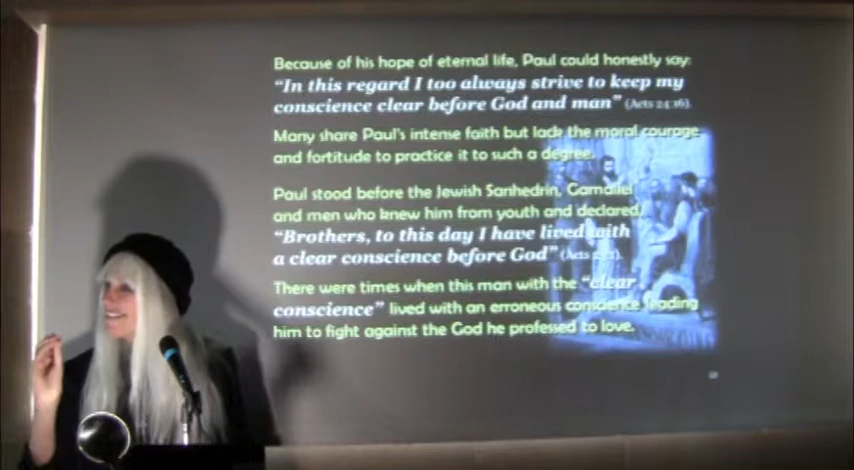 Because of his hope of eternal life, Paul could honestly say:
"In this regard I too always strive to keep my
conscience clear before God and man" (Acts 24:16).
Many share Paul's intense faith but lack the moral courage
and fortitude to practice it to such a degree.
Paul stood before the Jewish Sanhedrin, Gamaliel
and men who knew him from youth and declared,
"Brothers, to this day I have lived with
a clear conscience before God" (Acts
There were times when this man with the "clear
conscience" lived with an erroneous conscience leading
him to fight against the God he professed to love.